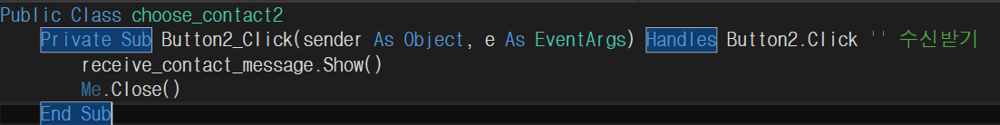 Public Class choose_contact2
Private Sub Button2_Click(sender As Object, e As EventArgs) Handles Button2.Click '' 수신받기
receive_contact_message.Show()
Me.Close()
End Sub